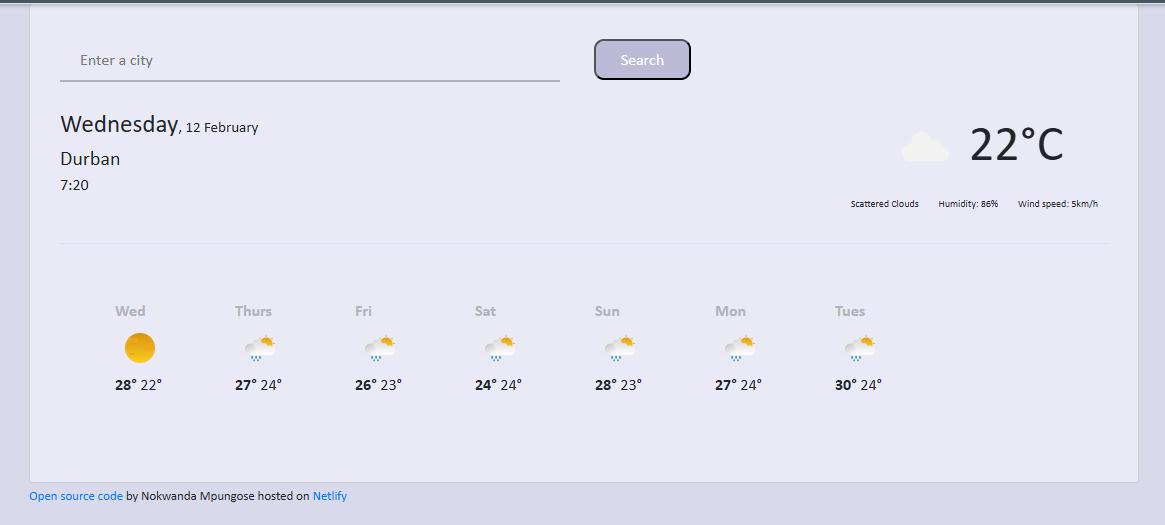 Enter a city
Search
Wednesday, 12 February
Durban
7:20
22°C
Scattered Clouds Humidity: 86% Wind speed: 5km/h
Wed Thurs Fri Sat Sun Mon Tues
28° 22° 27° 24° 26° 23° 24° 24° 28° 23° 27° 24° 30° 24°
Open source code by Nokwanda Mpungose hosted on Netlify